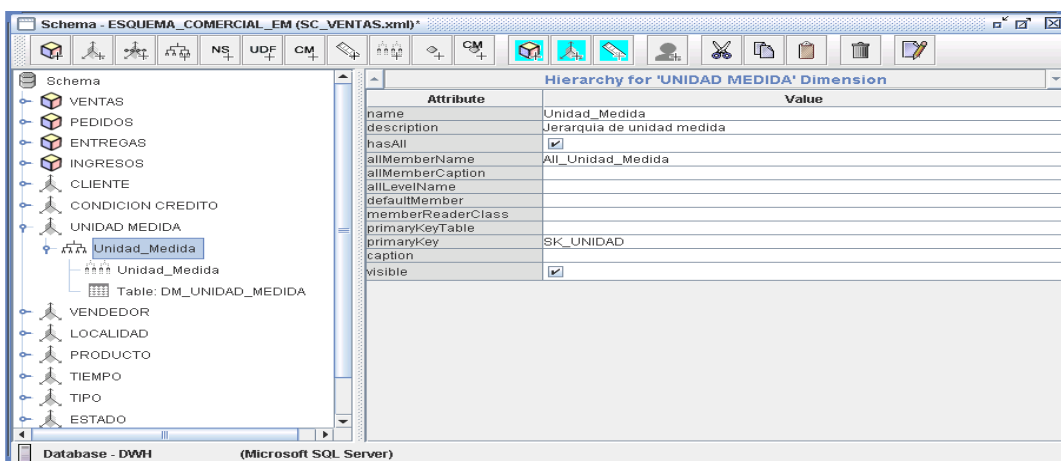 Schema - ESQUEMA_COMERCIAL_EM (SC_VENTAS.xml)*
NS UDF CM CM
Schema
VENTAS
PEDIDOS
ENTREGAS
INGRESOS
CLIENTE
CONDICION CREDITO
UNIDAD MEDIDA
Unidad_Medida
Unidad_Medida
Table: DM_UNIDAD_MEDIDA
VENDEDOR
LOCALIDAD
PRODUCTO
TIEMPO
TIPO
ESTADO
Hierarchy for 'UNIDAD MEDIDA' Dimension
Attribute Value
name Unidad_Medida
description Jerarquia de unidad medida
hasAll
allMemberName All_Unidad_Medida
allMemberCaption
allLevelName
defaultMember
memberReaderClass
primaryKeyTable
primaryKey SK_UNIDAD
caption
visible
Database - DWH (Microsoft SQL Server)